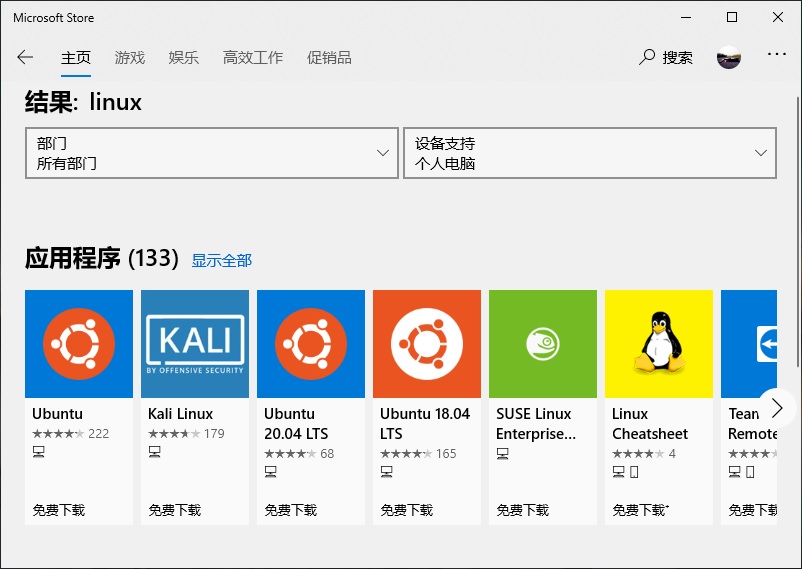 Microsoft Store
主页 游戏 娱乐 高效工作 促销品 搜索
结果: linux
部门
所有部门
设备支持
个人电脑
应用程序 (133) 显示全部
KALI
BY OFFENSIVE SECURITY
Ubuntu
222
免费下载
Kali Linux
179
免费下载
Ubuntu
20.04 LTS
68
免费下载
Ubuntu 18.04
LTS
165
免费下载
SUSE Linux
Enterprise...
免费下载
Linux
Cheatsheet
4
免费下载+
Team
Remote
免费下载